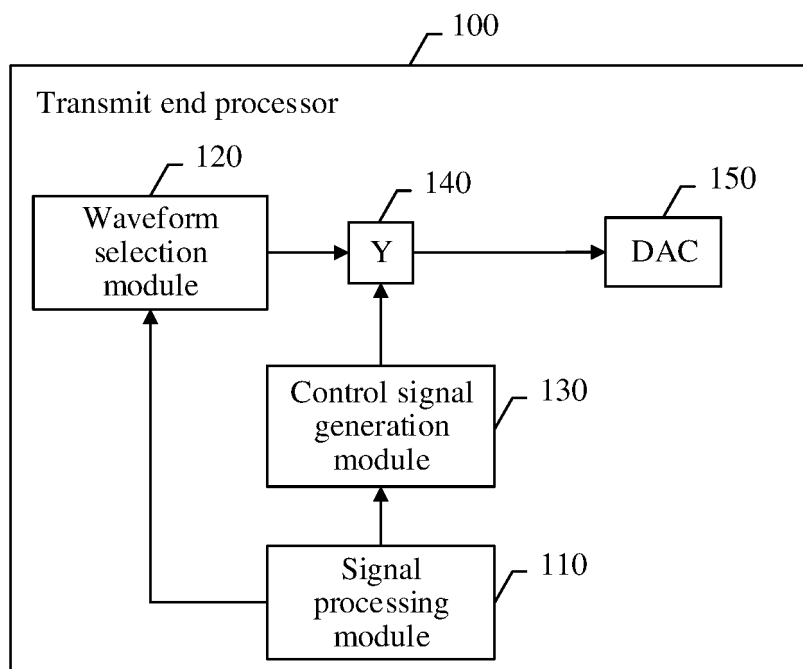 100
Transmit end processor
120
140
150
Waveform
selection
module
Y
DAC
Control signal
generation
module
130
Signal
processing
module
110